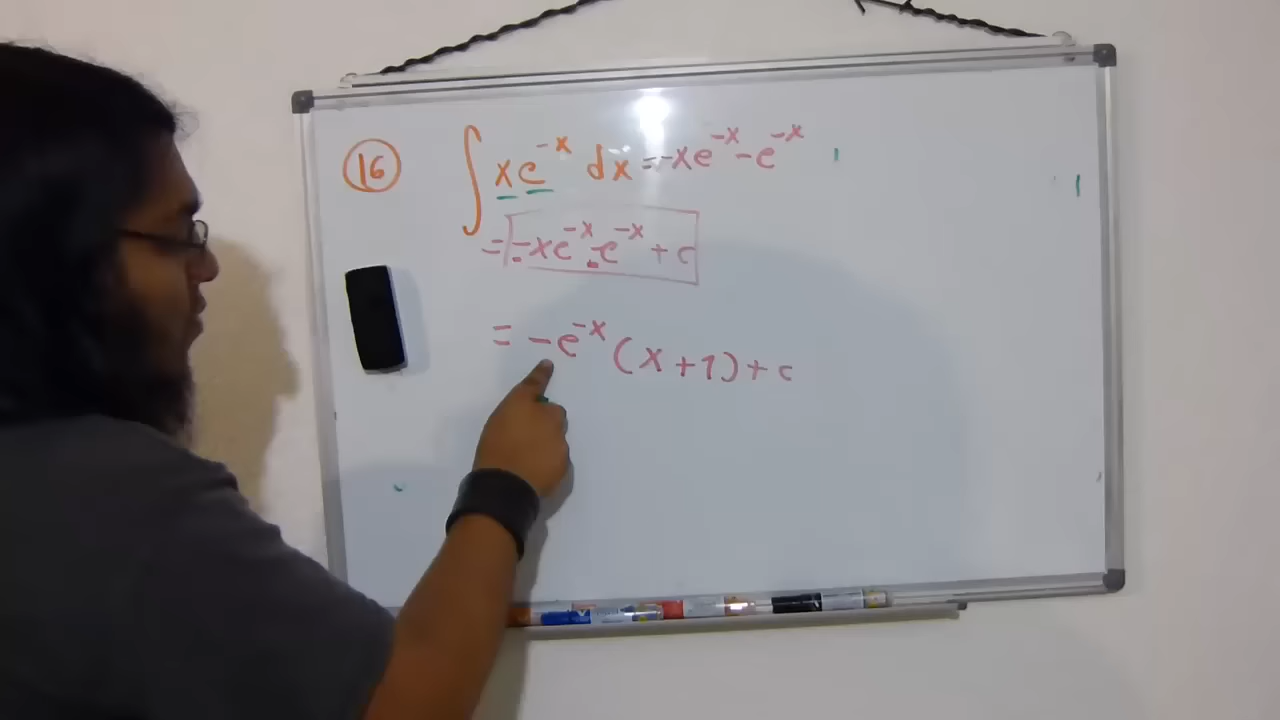 16 ∫ xe^{-x} dx = -xe^{-x} - e^{-x}
= -xe^{-x} - e^{-x} + c
= -e^{-x} (x+1) + c